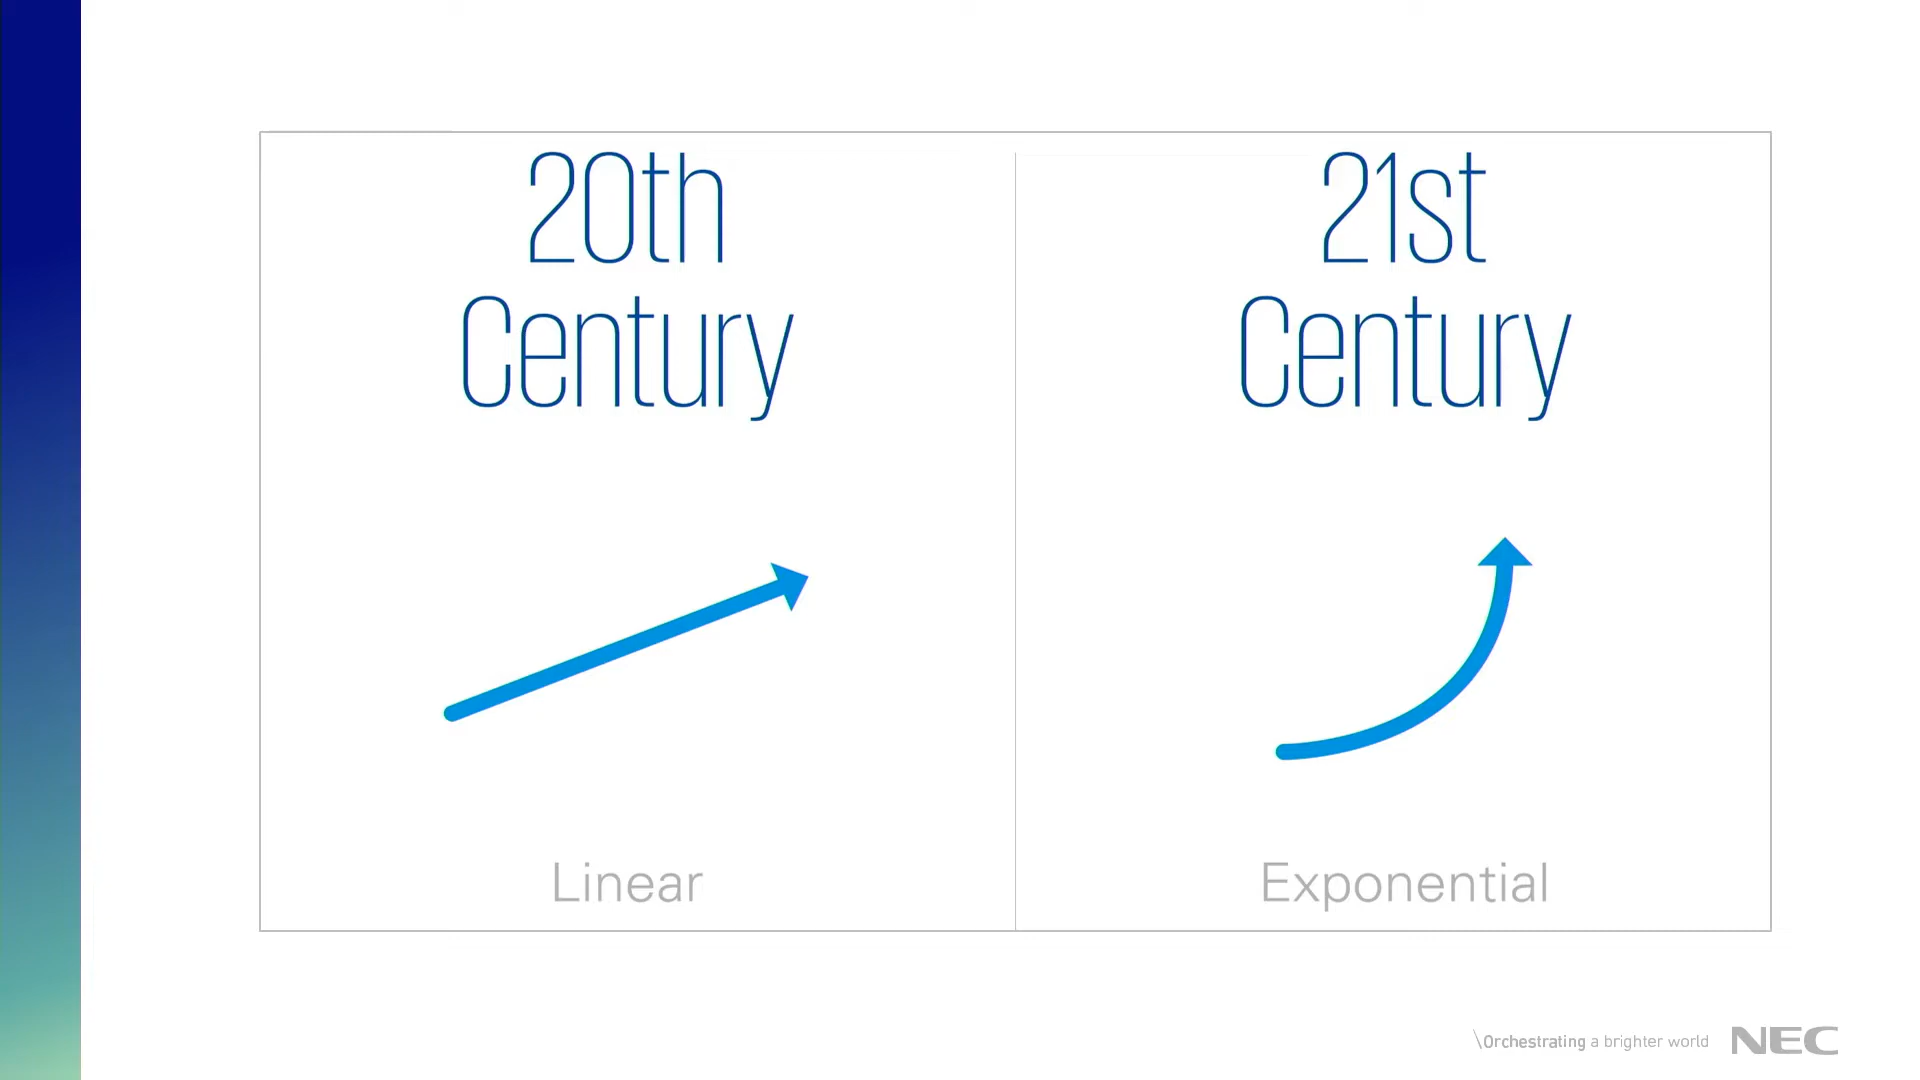 20th
Century
Linear
21st
Century
Exponential
\Orchestrating a brighter world
NEC